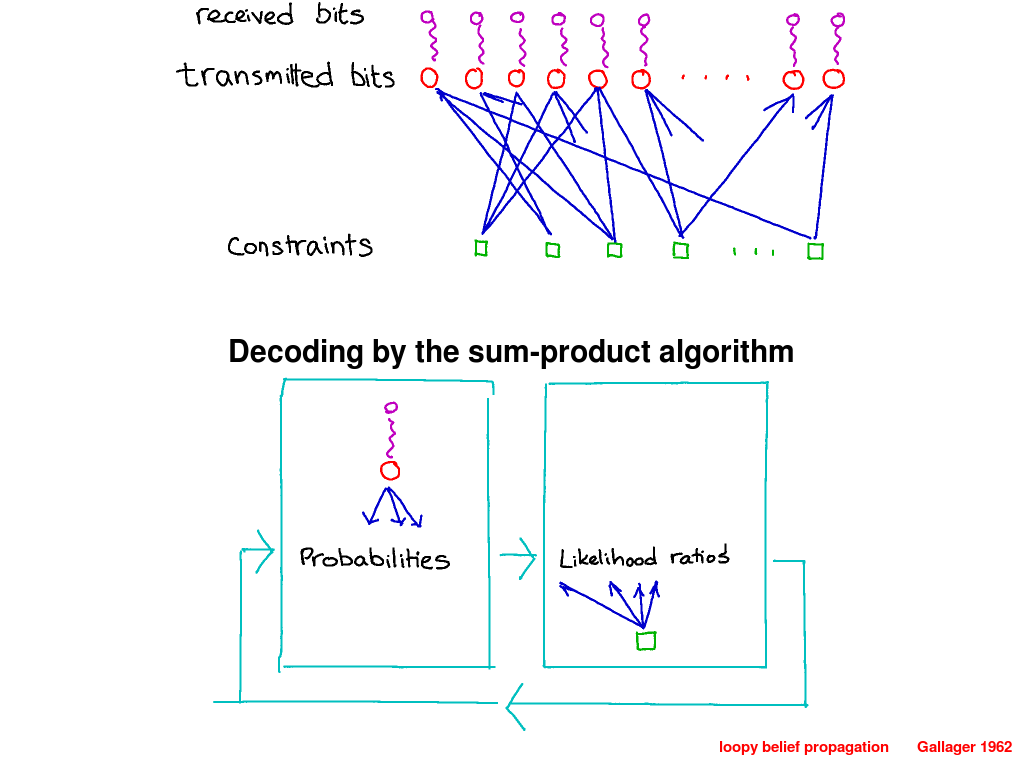 received bits
transmitted bits
....
constraints
...
Decoding by the sum-product algorithm
Probabilities
Likelihood ratios
loopy belief propagation Gallager 1962